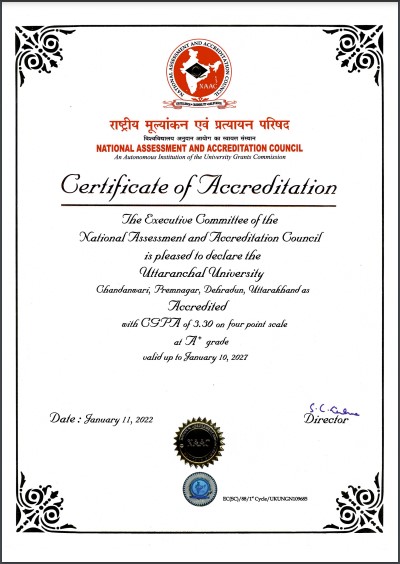 NATIONAL ASSESSMENT AND ACCREDITATION COUNCIL
NAAC
राष्ट्रीय मूल्यांकन एवं प्रत्यायन परिषद
विश्वविद्यालय अनुदान आयोग का स्वायत्त संस्थान
NATIONAL ASSESSMENT AND ACCREDITATION COUNCIL
An Autonomous Institution of the University Grants Commission
Certificate of Accreditation
The Executive Committee of the
National Assessment and Accreditation Council
is pleased to declare the
Uttaranchal University
Chandanwari, Premnagar, Dehradun, Uttarakhand as
Accredited
with CGPA of 3.30 on four point scale
at A+ grade
valid up to January 10, 2027
Date : January 11, 2022
Director
NAAC
EC(SC)/88/1st Cycle/UKUNGN109685